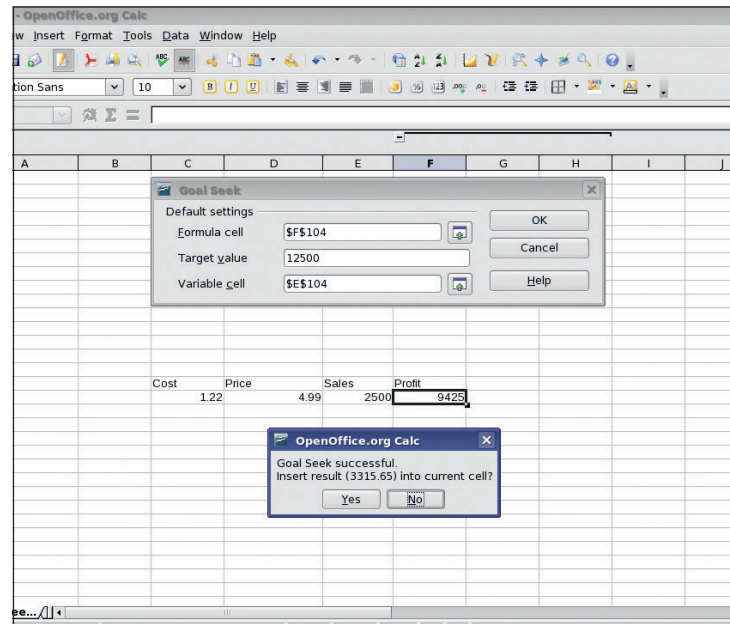 - OpenOffice.org Calc
w Insert Format Tools Data Window Help
tion Sans 10
A B C D E F G H I J
Goal Seek
Default settings
Formula cell $F$104 OK
Target value 12500 Cancel
Variable cell $E$104 Help
Cost Price Sales Profit
1.22 4.99 2500 9425
OpenOffice.org Calc
Goal Seek successful.
Insert result (3315.65) into current cell?
Yes No
ee...